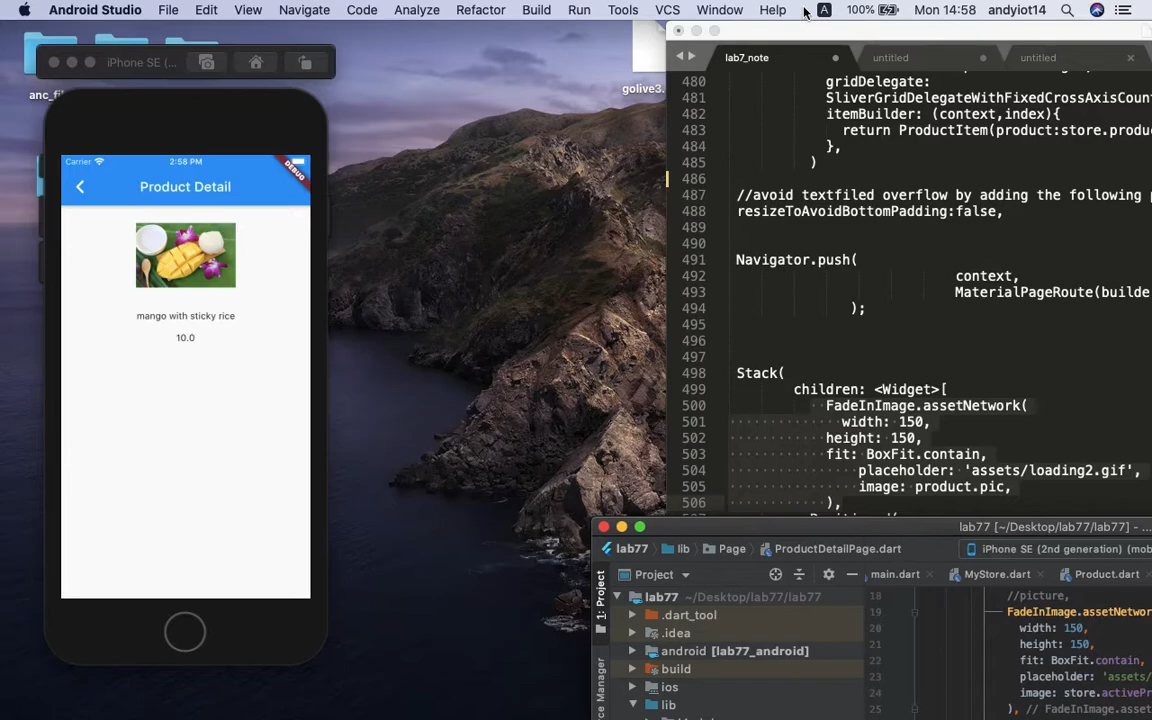 Android Studio File Edit View Navigate Code Analyze Refactor Build Run Tools VCS Window Help A 100% Mon 14:58 andyiot14
iPhone SE (...
anc_fi
golive3.
Carrier 2:58 PM
DEBUG
Product Detail
mango with sticky rice
10.0
lab7_note untitled untitled
480 gridDelegate:
481 SliverGridDelegateWithFixedCrossAxisCount
482 itemBuilder: (context,index){
483 return ProductItem(product:store.produ
484 },
485 )
486
487 //avoid textfiled overflow by adding the following p
488 resizeToAvoidBottomPadding:false,
489
490
491 Navigator.push(
492 context,
493 MaterialPageRoute(builde
494 );
495
496
497
498 Stack(
499 children: <Widget>[
500 FadeInImage.assetNetwork(
501 width: 150,
502 height: 150,
503 fit: BoxFit.contain,
504 placeholder: 'assets/loading2.gif',
505 image: product.pic,
506 ),
lab77 [~/Desktop/lab77/lab77] - ...
lab77 lib Page ProductDetailPage.dart iPhone SE (2nd generation) (mob
1: Project
Project main.dart MyStore.dart Product.dart
lab77 ~/Desktop/lab77/lab77
.dart_tool
.idea
android [lab77_android]
build
ios
lib
18 //picture,
19 FadeInImage.assetNetwor
20 width: 150,
21 height: 150,
22 fit: BoxFit.contain,
23 placeholder: 'assets/
24 image: store.activePr
25 ), // FadeInImage.asset